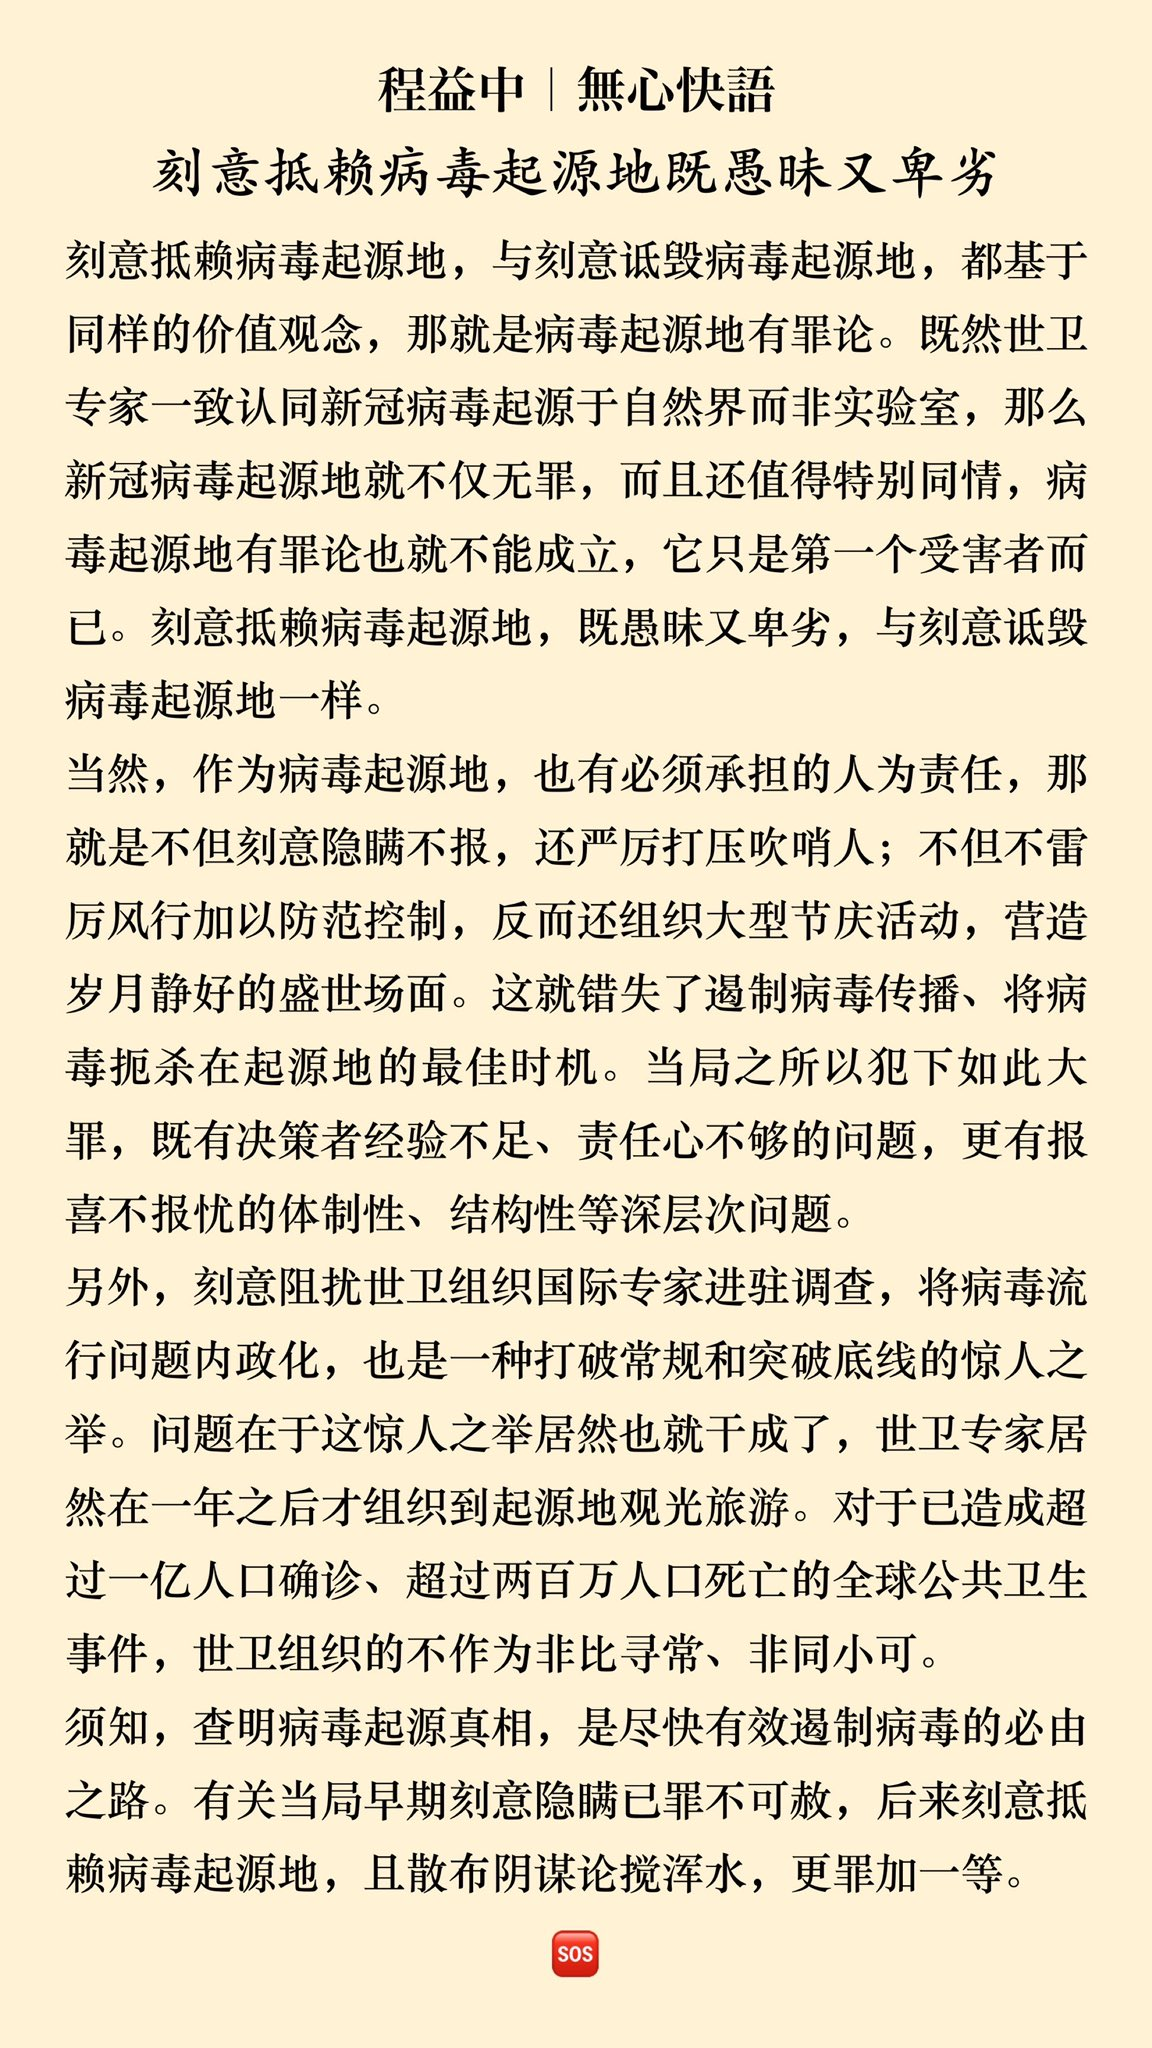 程益中｜無心快語
刻意抵赖病毒起源地既愚昧又卑劣
刻意抵赖病毒起源地，与刻意诋毁病毒起源地，都基于
同样的价值观念，那就是病毒起源地有罪论。既然世卫
专家一致认同新冠病毒起源于自然界而非实验室，那么
新冠病毒起源地就不仅无罪，而且还值得特别同情，病
毒起源地有罪论也就不能成立，它只是第一个受害者而
已。刻意抵赖病毒起源地，既愚昧又卑劣，与刻意诋毁
病毒起源地一样。
当然，作为病毒起源地，也有必须承担的人为责任，那
就是不但刻意隐瞒不报，还严厉打压吹哨人；不但不雷
厉风行加以防范控制，反而还组织大型节庆活动，营造
岁月静好的盛世场面。这就错失了遏制病毒传播、将病
毒扼杀在起源地的最佳时机。当局之所以犯下如此大
罪，既有决策者经验不足、责任心不够的问题，更有报
喜不报忧的体制性、结构性等深层次问题。
另外，刻意阻扰世卫组织国际专家进驻调查，将病毒流
行问题内政化，也是一种打破常规和突破底线的惊人之
举。问题在于这惊人之举居然也就干成了，世卫专家居
然在一年之后才组织到起源地观光旅游。对于已造成超
过一亿人口确诊、超过两百万人口死亡的全球公共卫生
事件，世卫组织的不作为非比寻常、非同小可。
须知，查明病毒起源真相，是尽快有效遏制病毒的必由
之路。有关当局早期刻意隐瞒已罪不可赦，后来刻意抵
赖病毒起源地，且散布阴谋论搅浑水，更罪加一等。
SOS